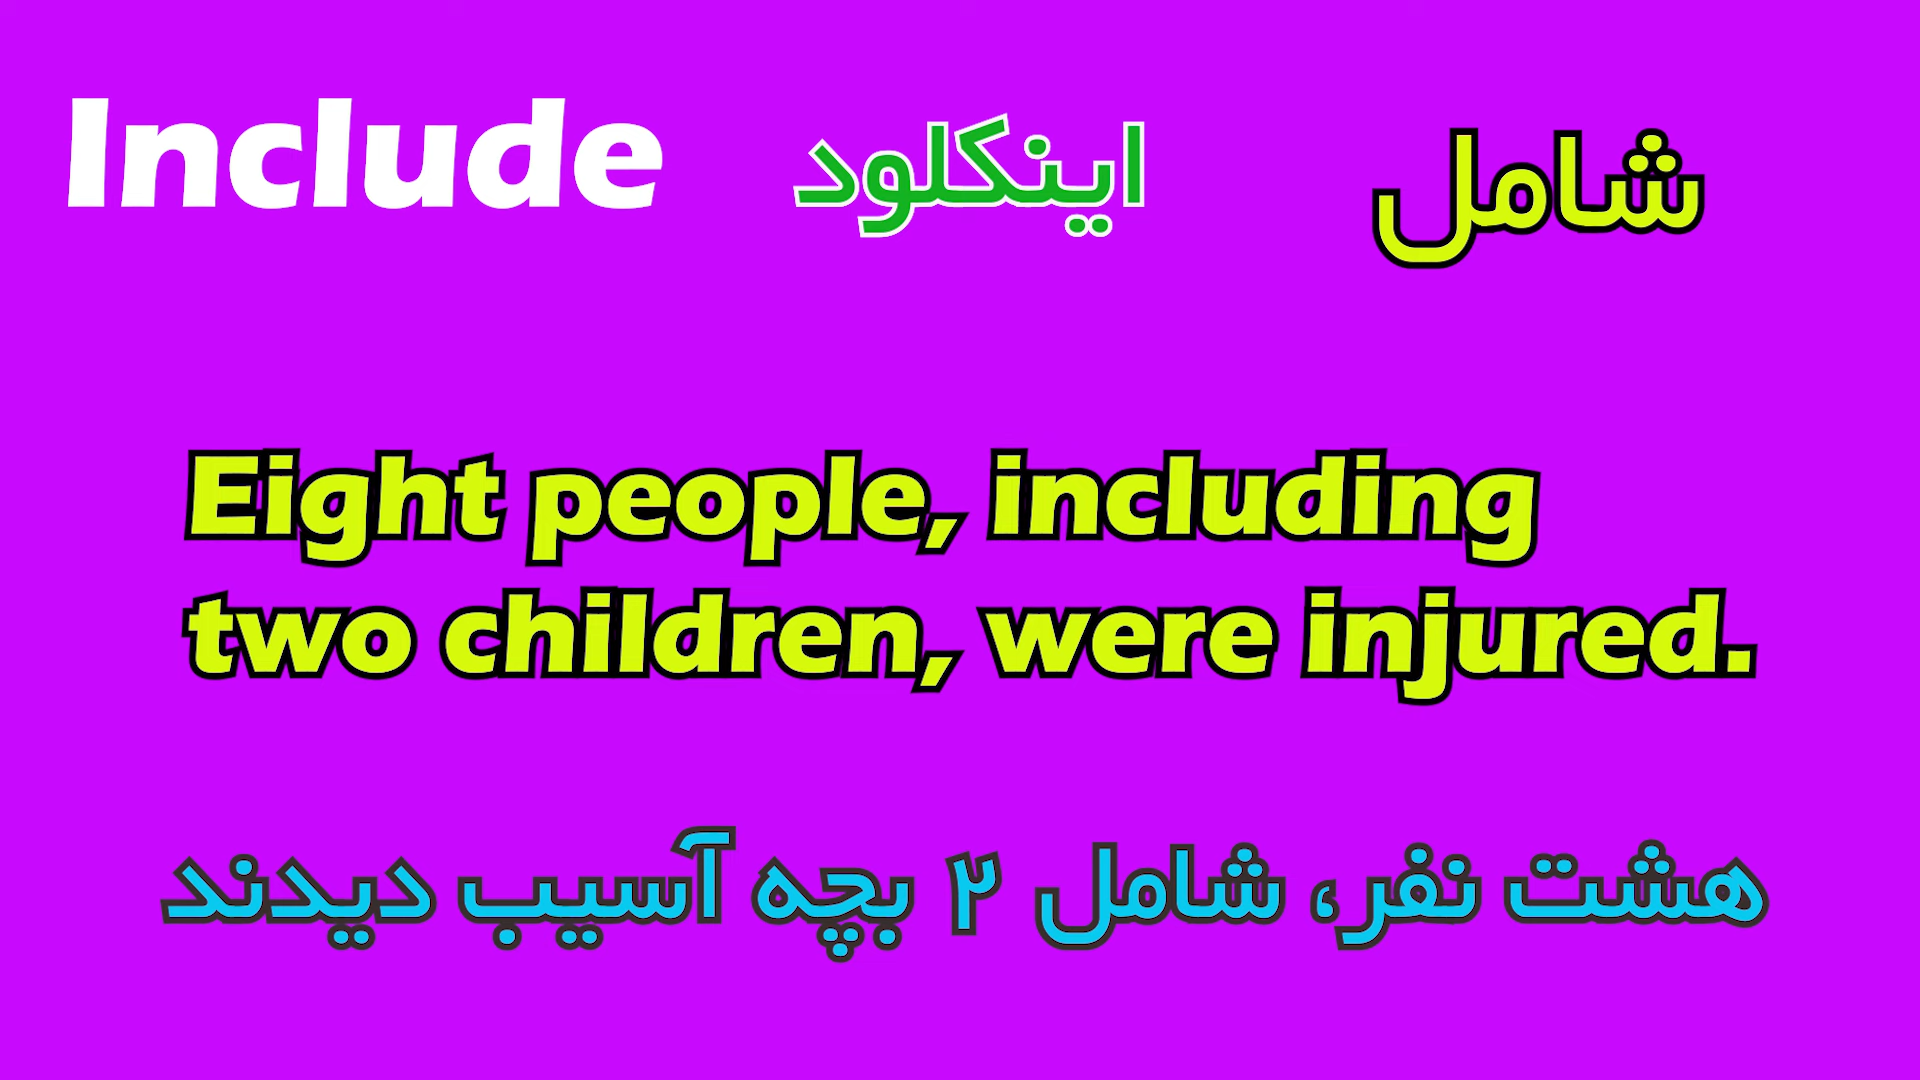 Include
اینکلود
شامل
Eight people, including
two children, were injured.
هشت نفر، شامل ۲ بچه آسیب دیدند